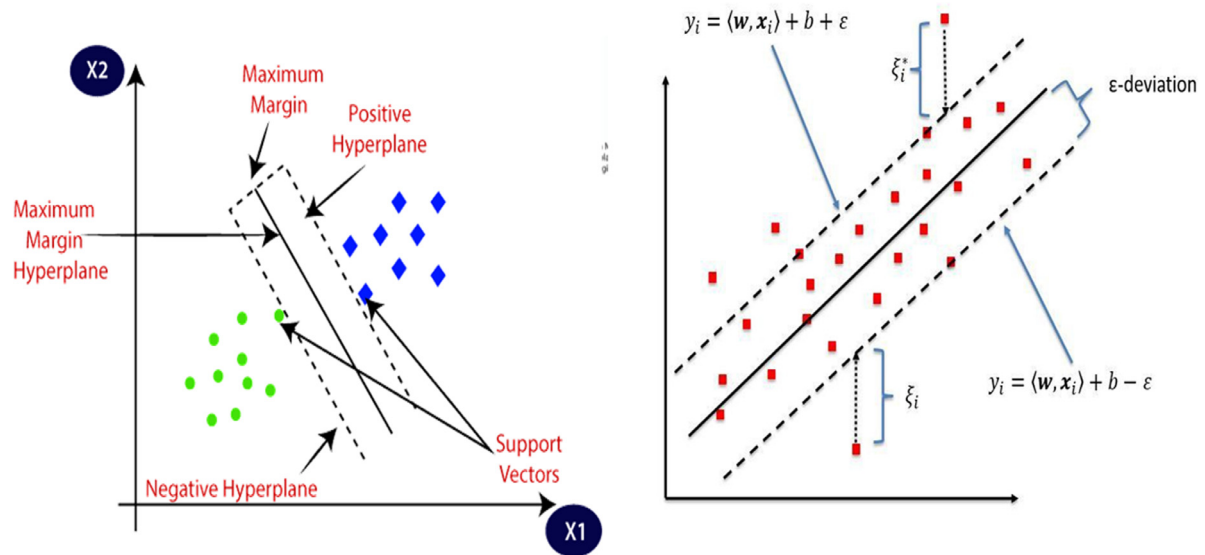 X2
Maximum
Margin
Positive
Hyperplane
Maximum
Margin
Hyperplane
Support
Vectors
Negative Hyperplane
X1
yᵢ = ⟨w, xᵢ⟩ + b + ε
ξᵢ*
ε-deviation
yᵢ = ⟨w, xᵢ⟩ + b − ε
ξᵢ